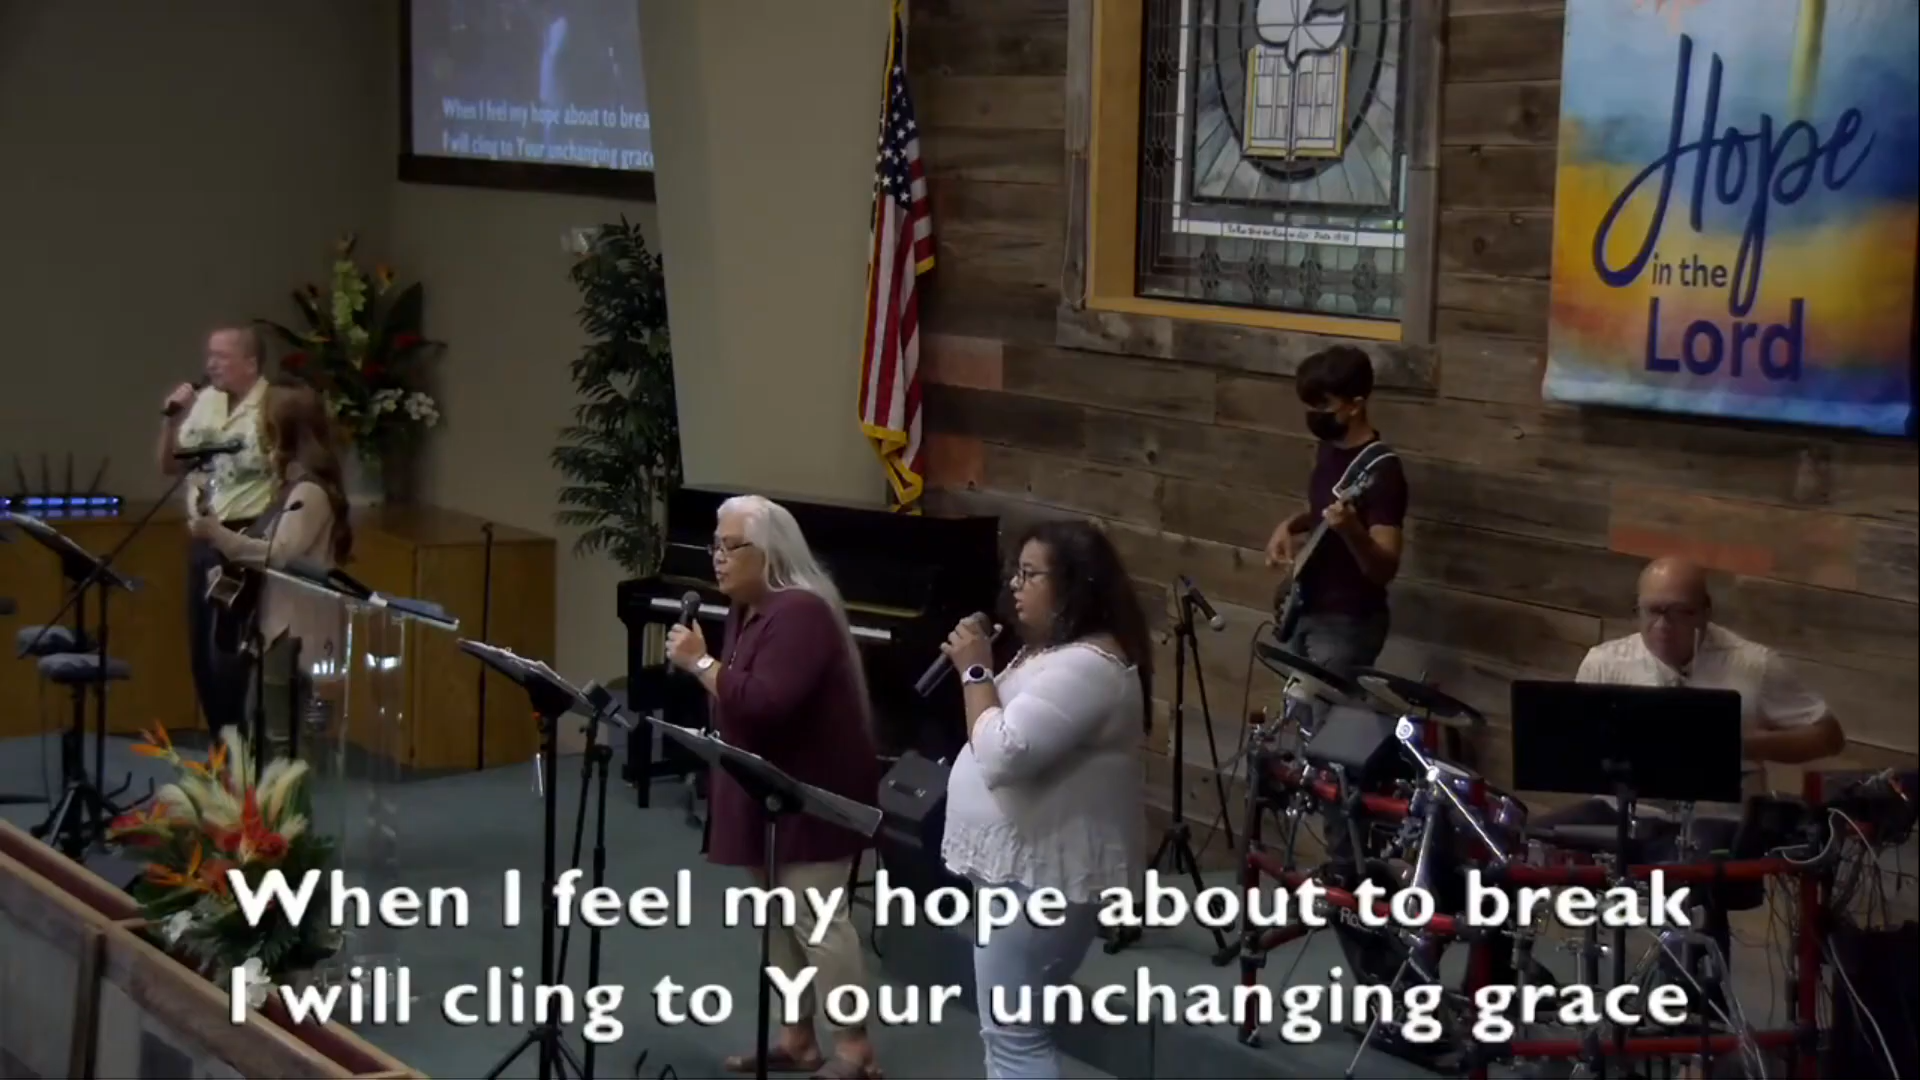 When I feel my hope about to brea
I will cling to Your unchanging grace
Hope
in the
Lord
When I feel my hope about to break
I will cling to Your unchanging grace